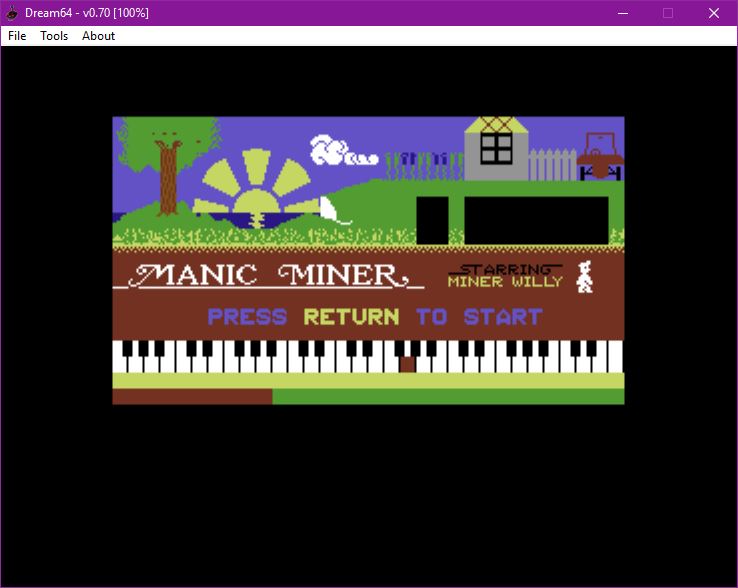 Dream64 - v0.70 [100%]
File Tools About
MANIC MINER
STARRING
MINER WILLY
PRESS RETURN TO START